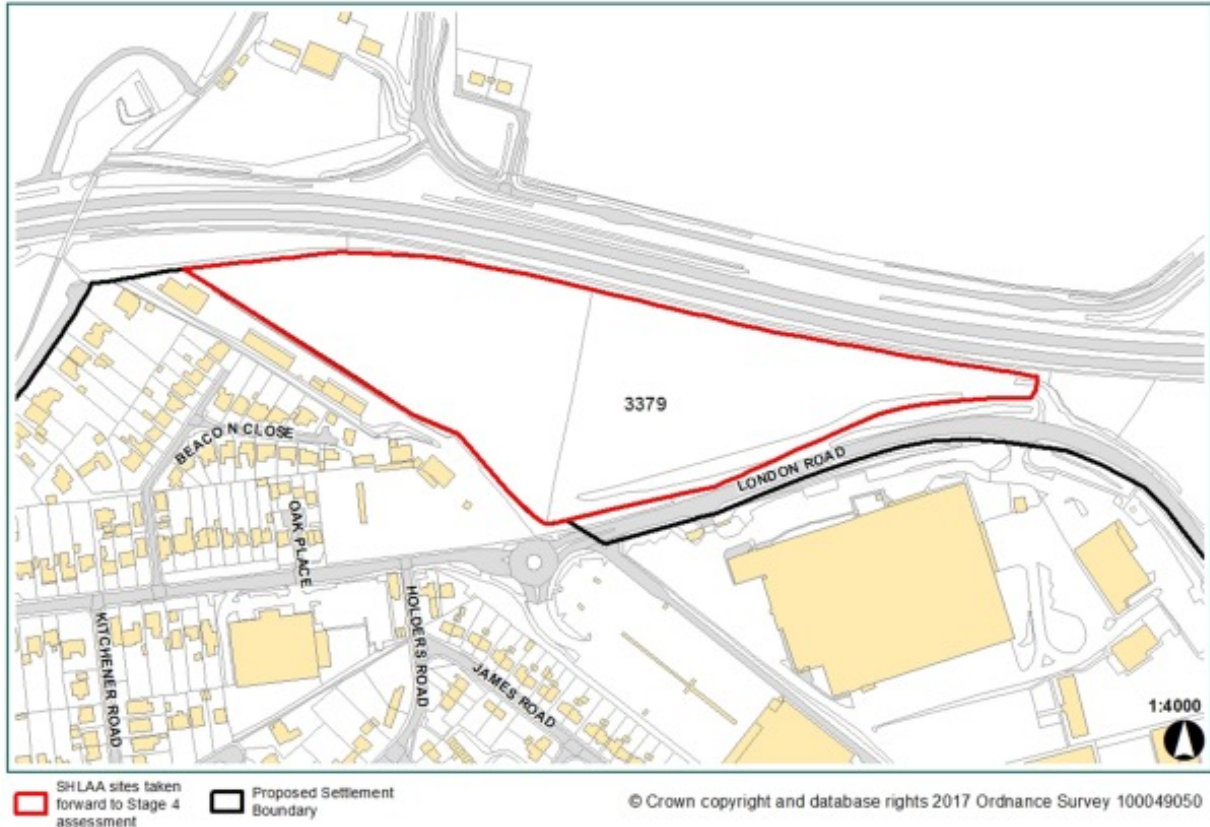 3379
LONDON ROAD
BEACON CLOSE
OAK PLACE
KITCHENER ROAD
HOLDERS ROAD
JAMES ROAD
1:4000
SHLAA sites taken
forward to Stage 4
assessment
Proposed Settlement
Boundary
© Crown copyright and database rights 2017 Ordnance Survey 100049050